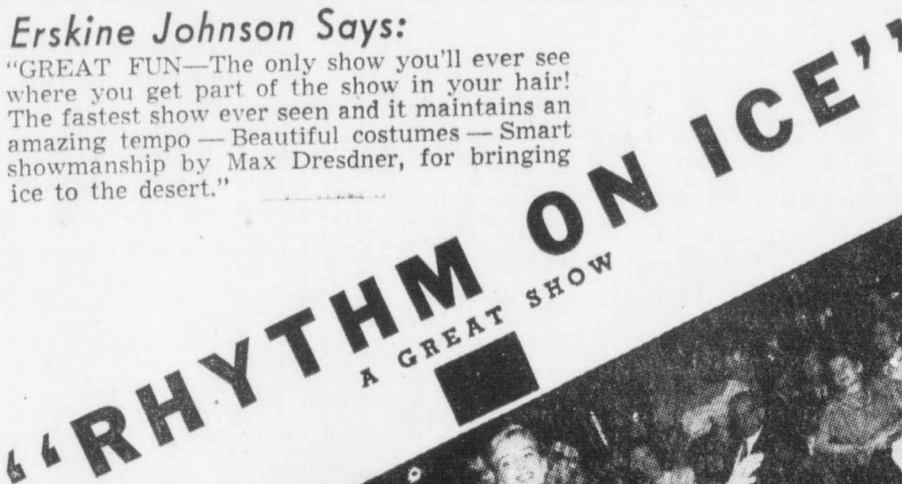 Erskine Johnson Says:
"GREAT FUN—The only show you'll ever see
where you get part of the show in your hair!
The fastest show ever seen and it maintains an
amazing tempo — Beautiful costumes — Smart
showmanship by Max Dresdner, for bringing
ice to the desert."
"RHYTHM ON ICE"
A GREAT SHOW